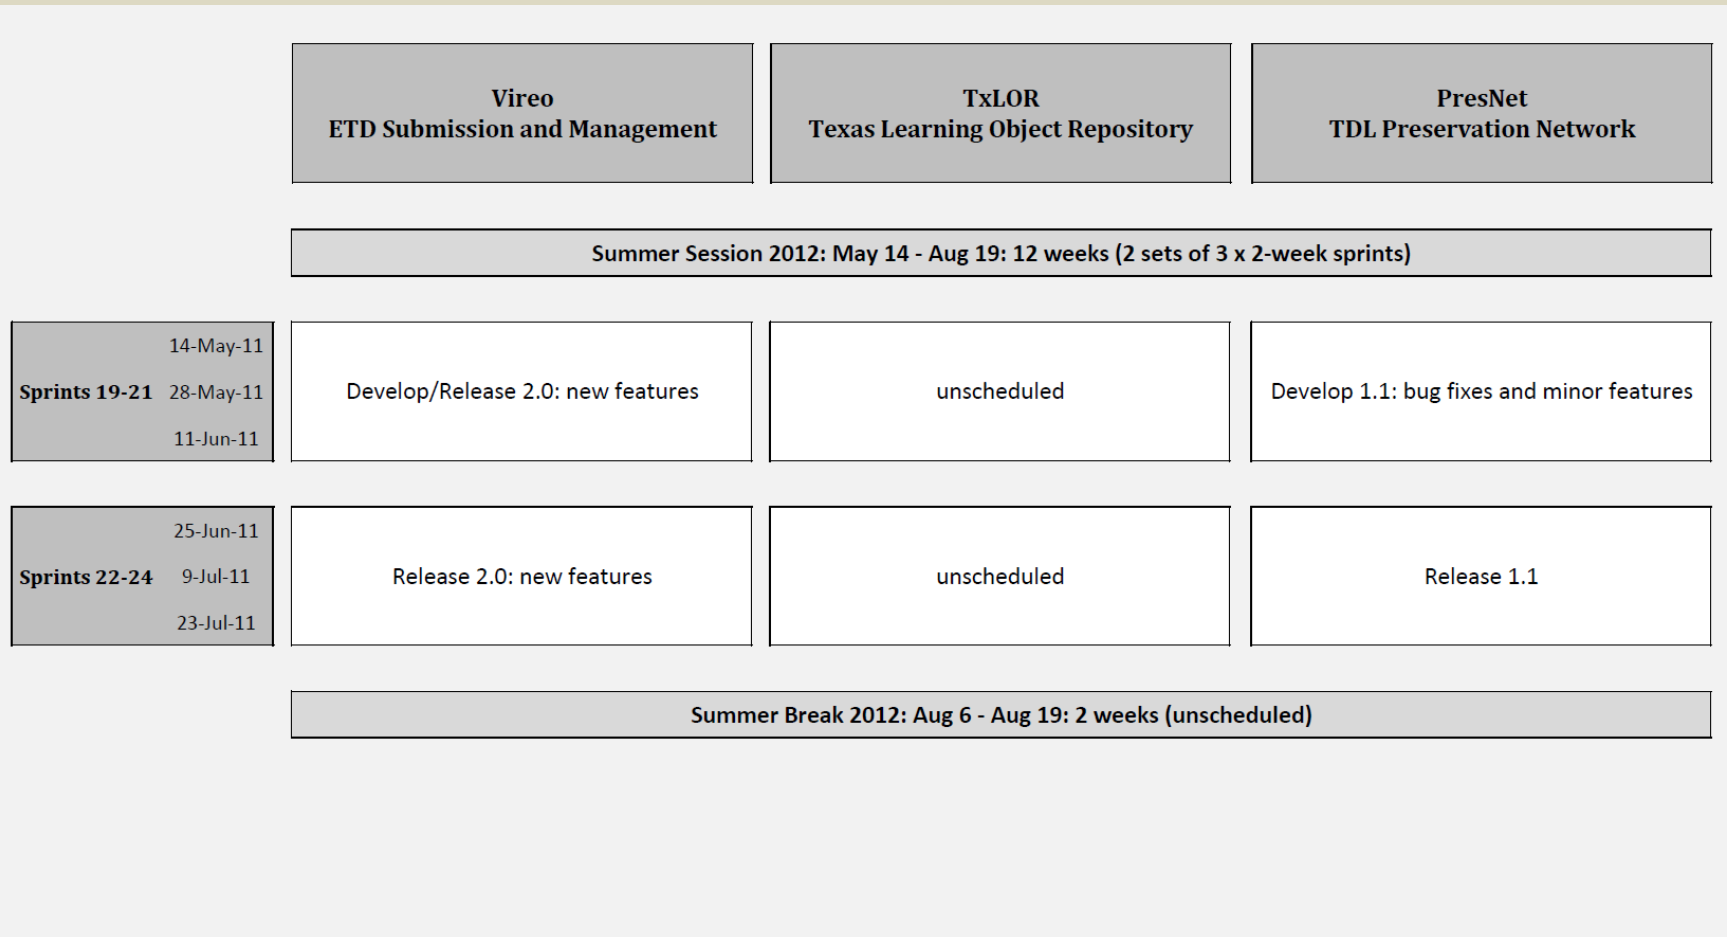 Vireo
ETD Submission and Management
TxLOR
Texas Learning Object Repository
PresNet
TDL Preservation Network
Summer Session 2012: May 14 - Aug 19: 12 weeks (2 sets of 3 x 2-week sprints)
Sprints 19-21
14-May-11
28-May-11
11-Jun-11
Develop/Release 2.0: new features
unscheduled
Develop 1.1: bug fixes and minor features
Sprints 22-24
25-Jun-11
9-Jul-11
23-Jul-11
Release 2.0: new features
unscheduled
Release 1.1
Summer Break 2012: Aug 6 - Aug 19: 2 weeks (unscheduled)